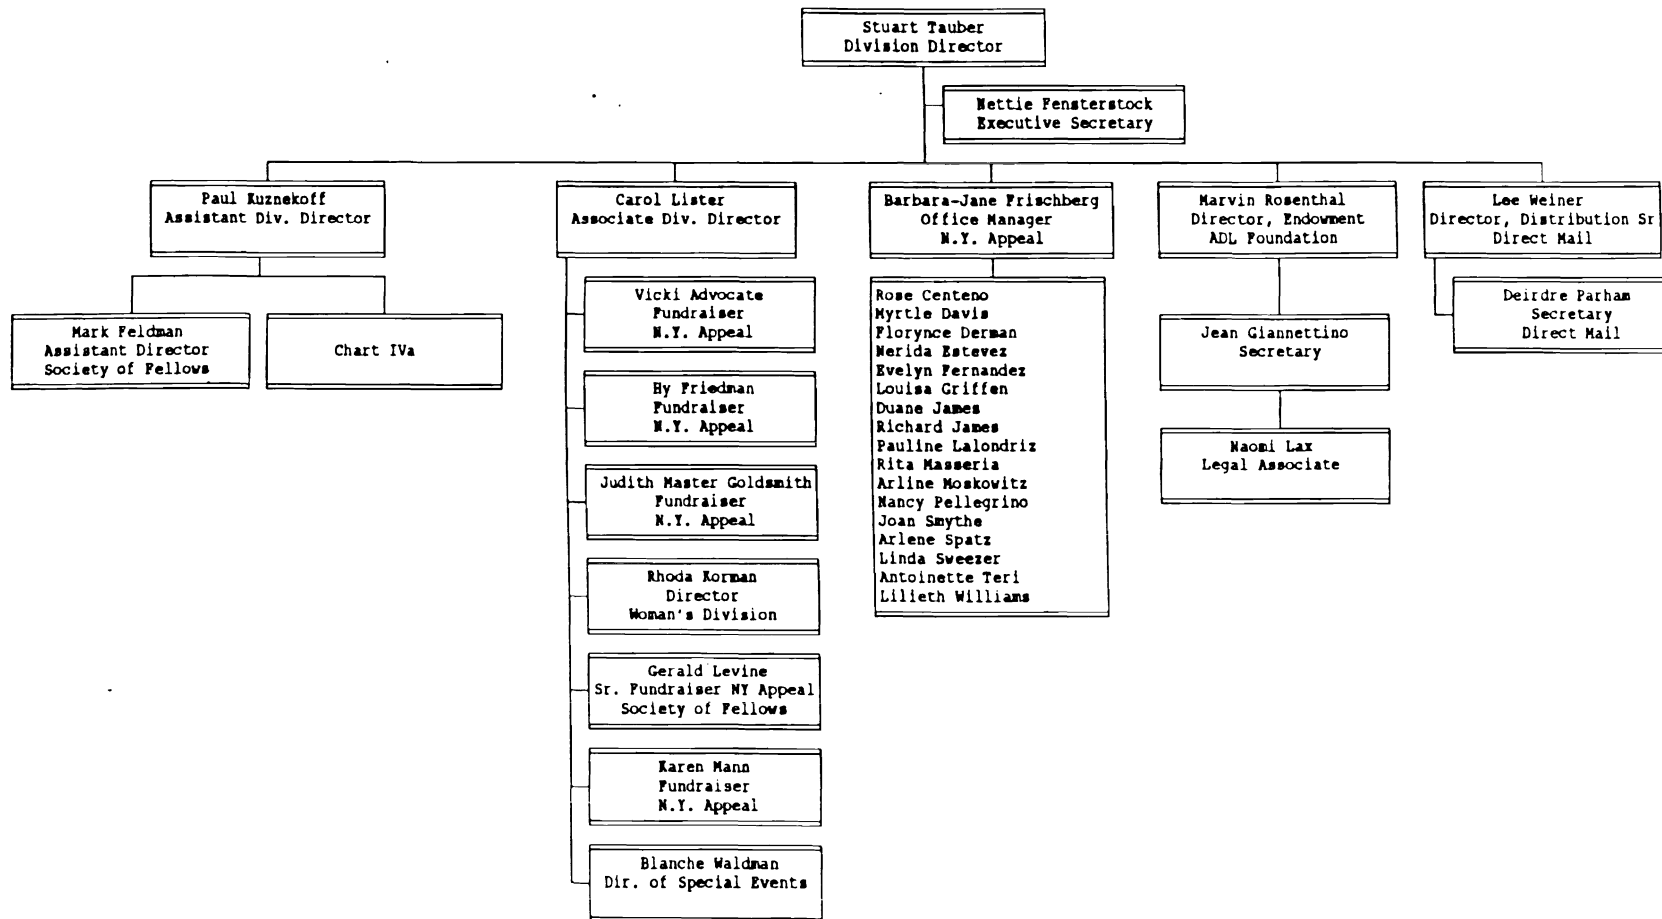 Stuart Tauber
Division Director
Nettie Fensterstock
Executive Secretary
Paul Kuznekoff
Assistant Div. Director
Carol Lister
Associate Div. Director
Barbara-Jane Frischberg
Office Manager
N.Y. Appeal
Marvin Rosenthal
Director, Endowment
ADL Foundation
Lee Weiner
Director, Distribution Sr
Direct Mail
Mark Feldman
Assistant Director
Society of Fellows
Chart IVa
Vicki Advocate
Fundraiser
N.Y. Appeal
Hy Friedman
Fundraiser
N.Y. Appeal
Judith Master Goldsmith
Fundraiser
N.Y. Appeal
Rhoda Korman
Director
Woman's Division
Gerald Levine
Sr. Fundraiser NY Appeal
Society of Fellows
Karen Mann
Fundraiser
N.Y. Appeal
Blanche Waldman
Dir. of Special Events
Rose Centeno
Myrtle Davis
Florynce Derman
Nerida Estevez
Evelyn Fernandez
Louisa Griffen
Duane James
Richard James
Pauline Lalondriz
Rita Masseria
Arline Moskowitz
Nancy Pellegrino
Joan Smythe
Arlene Spatz
Linda Sweezer
Antoinette Teri
Lilieth Williams
Jean Giannettino
Secretary
Naomi Lax
Legal Associate
Deirdre Parham
Secretary
Direct Mail